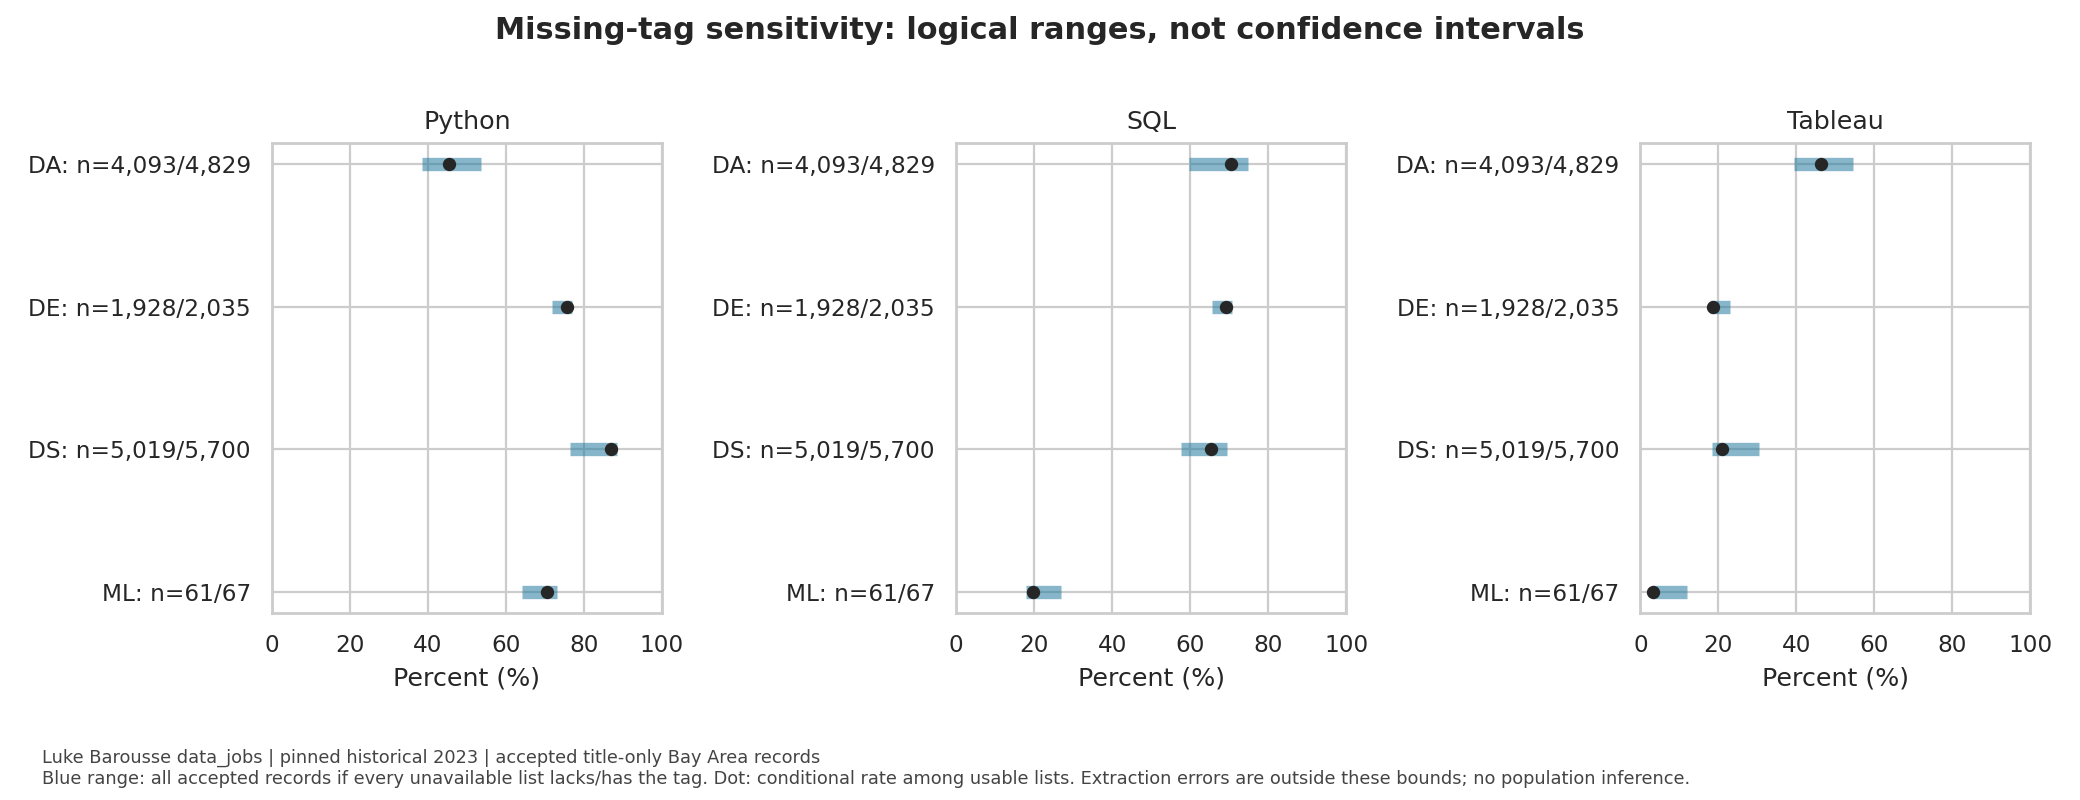 Missing-tag sensitivity: logical ranges, not confidence intervals
Python
DA: n=4,093/4,829
DE: n=1,928/2,035
DS: n=5,019/5,700
ML: n=61/67
0 20 40 60 80 100
Percent (%)
SQL
DA: n=4,093/4,829
DE: n=1,928/2,035
DS: n=5,019/5,700
ML: n=61/67
0 20 40 60 80 100
Percent (%)
Tableau
DA: n=4,093/4,829
DE: n=1,928/2,035
DS: n=5,019/5,700
ML: n=61/67
0 20 40 60 80 100
Percent (%)
Luke Barousse data_jobs | pinned historical 2023 | accepted title-only Bay Area records
Blue range: all accepted records if every unavailable list lacks/has the tag. Dot: conditional rate among usable lists. Extraction errors are outside these bounds; no population inference.